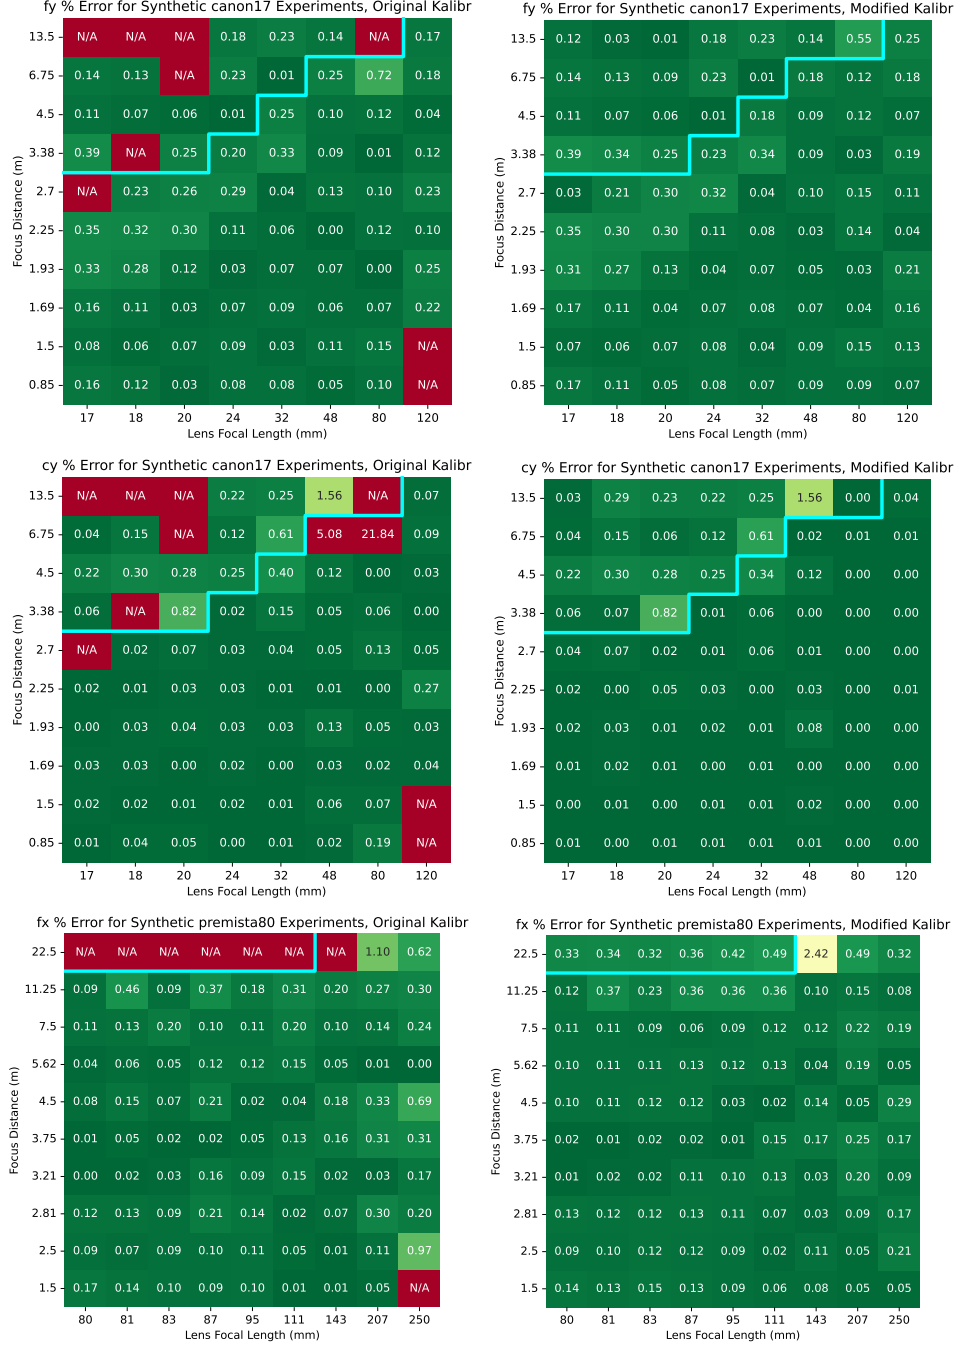 fy % Error for Synthetic canon17 Experiments, Original Kalibr
13.5 N/A N/A N/A 0.18 0.23 0.14 N/A 0.17
6.75 0.14 0.13 N/A 0.23 0.01 0.25 0.72 0.18
4.5 0.11 0.07 0.06 0.01 0.25 0.10 0.12 0.04
3.38 0.39 N/A 0.25 0.20 0.33 0.09 0.01 0.12
2.7 N/A 0.23 0.26 0.29 0.04 0.13 0.10 0.23
2.25 0.35 0.32 0.30 0.11 0.06 0.00 0.12 0.10
1.93 0.33 0.28 0.12 0.03 0.07 0.07 0.00 0.25
1.69 0.16 0.11 0.03 0.07 0.09 0.06 0.07 0.22
1.5 0.08 0.06 0.07 0.09 0.03 0.11 0.15 N/A
0.85 0.16 0.12 0.03 0.08 0.08 0.05 0.10 N/A
17 18 20 24 32 48 80 120
Lens Focal Length (mm)
Focus Distance (m)
fy % Error for Synthetic canon17 Experiments, Modified Kalibr
13.5 0.12 0.03 0.01 0.18 0.23 0.14 0.55 0.25
6.75 0.14 0.13 0.09 0.23 0.01 0.18 0.12 0.18
4.5 0.11 0.07 0.06 0.01 0.18 0.09 0.12 0.07
3.38 0.39 0.34 0.25 0.23 0.34 0.09 0.03 0.19
2.7 0.03 0.21 0.30 0.32 0.04 0.10 0.15 0.11
2.25 0.35 0.30 0.30 0.11 0.08 0.03 0.14 0.04
1.93 0.31 0.27 0.13 0.04 0.07 0.05 0.03 0.21
1.69 0.17 0.11 0.04 0.07 0.08 0.07 0.04 0.16
1.5 0.07 0.06 0.07 0.08 0.04 0.09 0.15 0.13
0.85 0.17 0.11 0.05 0.08 0.07 0.09 0.09 0.07
17 18 20 24 32 48 80 120
Lens Focal Length (mm)
Focus Distance (m)
cy % Error for Synthetic canon17 Experiments, Original Kalibr
13.5 N/A N/A N/A 0.22 0.25 1.56 N/A 0.07
6.75 0.04 0.15 N/A 0.12 0.61 5.08 21.84 0.09
4.5 0.22 0.30 0.28 0.25 0.40 0.12 0.00 0.03
3.38 0.06 N/A 0.82 0.02 0.15 0.05 0.06 0.00
2.7 N/A 0.02 0.07 0.03 0.04 0.05 0.13 0.05
2.25 0.02 0.01 0.03 0.03 0.01 0.01 0.00 0.27
1.93 0.00 0.03 0.04 0.03 0.03 0.13 0.05 0.03
1.69 0.03 0.03 0.00 0.02 0.00 0.03 0.02 0.04
1.5 0.02 0.02 0.01 0.02 0.01 0.06 0.07 N/A
0.85 0.01 0.04 0.05 0.00 0.01 0.02 0.19 N/A
17 18 20 24 32 48 80 120
Lens Focal Length (mm)
Focus Distance (m)
cy % Error for Synthetic canon17 Experiments, Modified Kalibr
13.5 0.03 0.29 0.23 0.22 0.25 1.56 0.00 0.04
6.75 0.04 0.15 0.06 0.12 0.61 0.02 0.01 0.01
4.5 0.22 0.30 0.28 0.25 0.34 0.12 0.00 0.00
3.38 0.06 0.07 0.82 0.01 0.06 0.00 0.00 0.00
2.7 0.04 0.07 0.02 0.01 0.06 0.01 0.00 0.00
2.25 0.02 0.00 0.05 0.03 0.00 0.03 0.00 0.01
1.93 0.02 0.03 0.01 0.02 0.01 0.08 0.00 0.00
1.69 0.01 0.02 0.01 0.00 0.00 0.01 0.00 0.00
1.5 0.00 0.01 0.00 0.01 0.00 0.02 0.00 0.00
0.85 0.01 0.00 0.01 0.01 0.01 0.01 0.00 0.00
17 18 20 24 32 48 80 120
Lens Focal Length (mm)
Focus Distance (m)
fx % Error for Synthetic premista80 Experiments, Original Kalibr
22.5 N/A N/A N/A N/A N/A N/A N/A 1.10 0.62
11.25 0.09 0.46 0.09 0.37 0.18 0.31 0.20 0.27 0.30
7.5 0.11 0.13 0.20 0.10 0.11 0.20 0.10 0.14 0.24
5.62 0.04 0.06 0.05 0.12 0.12 0.15 0.05 0.01 0.00
4.5 0.08 0.15 0.07 0.21 0.02 0.04 0.18 0.33 0.69
3.75 0.01 0.05 0.02 0.02 0.05 0.13 0.16 0.31 0.31
3.21 0.00 0.02 0.03 0.16 0.09 0.15 0.02 0.03 0.17
2.81 0.12 0.13 0.09 0.21 0.14 0.02 0.07 0.30 0.20
2.5 0.09 0.07 0.09 0.10 0.11 0.05 0.01 0.11 0.97
1.5 0.17 0.14 0.10 0.09 0.10 0.01 0.01 0.05 N/A
80 81 83 87 95 111 143 207 250
Lens Focal Length (mm)
Focus Distance (m)
fx % Error for Synthetic premista80 Experiments, Modified Kalibr
22.5 0.33 0.34 0.32 0.36 0.42 0.49 2.42 0.49 0.32
11.25 0.12 0.37 0.23 0.36 0.36 0.36 0.10 0.15 0.08
7.5 0.11 0.11 0.09 0.06 0.09 0.12 0.12 0.22 0.19
5.62 0.10 0.11 0.11 0.13 0.12 0.13 0.04 0.19 0.05
4.5 0.10 0.11 0.12 0.12 0.03 0.02 0.14 0.05 0.29
3.75 0.02 0.01 0.02 0.02 0.01 0.15 0.17 0.25 0.17
3.21 0.01 0.02 0.02 0.11 0.10 0.13 0.03 0.20 0.09
2.81 0.13 0.12 0.12 0.13 0.11 0.07 0.03 0.09 0.17
2.5 0.09 0.10 0.12 0.12 0.09 0.02 0.11 0.05 0.21
1.5 0.14 0.13 0.15 0.13 0.09 0.06 0.08 0.05 0.05
80 81 83 87 95 111 143 207 250
Lens Focal Length (mm)
Focus Distance (m)